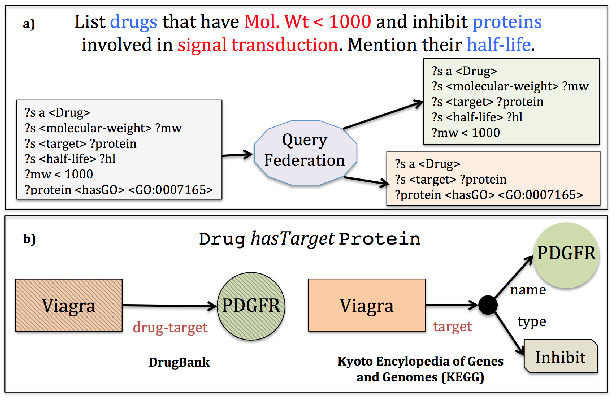 a)
List drugs that have Mol. Wt < 1000 and inhibit proteins
involved in signal transduction. Mention their half-life.
?s a <Drug>
?s <molecular-weight> ?mw
?s <target> ?protein
?s <half-life> ?hl
?mw < 1000
?protein <hasGO> <GO:0007165>
Query
Federation
?s a <Drug>
?s <molecular-weight> ?mw
?s <target> ?protein
?s <half-life> ?hl
?mw < 1000
?s a <Drug>
?s <target> ?protein
?protein <hasGO> <GO:0007165>
b)
Drug hasTarget Protein
Viagra
drug-target
PDGFR
DrugBank
Viagra
target
PDGFR
name
type
Inhibit
Kyoto Encylopedia of Genes
and Genomes (KEGG)